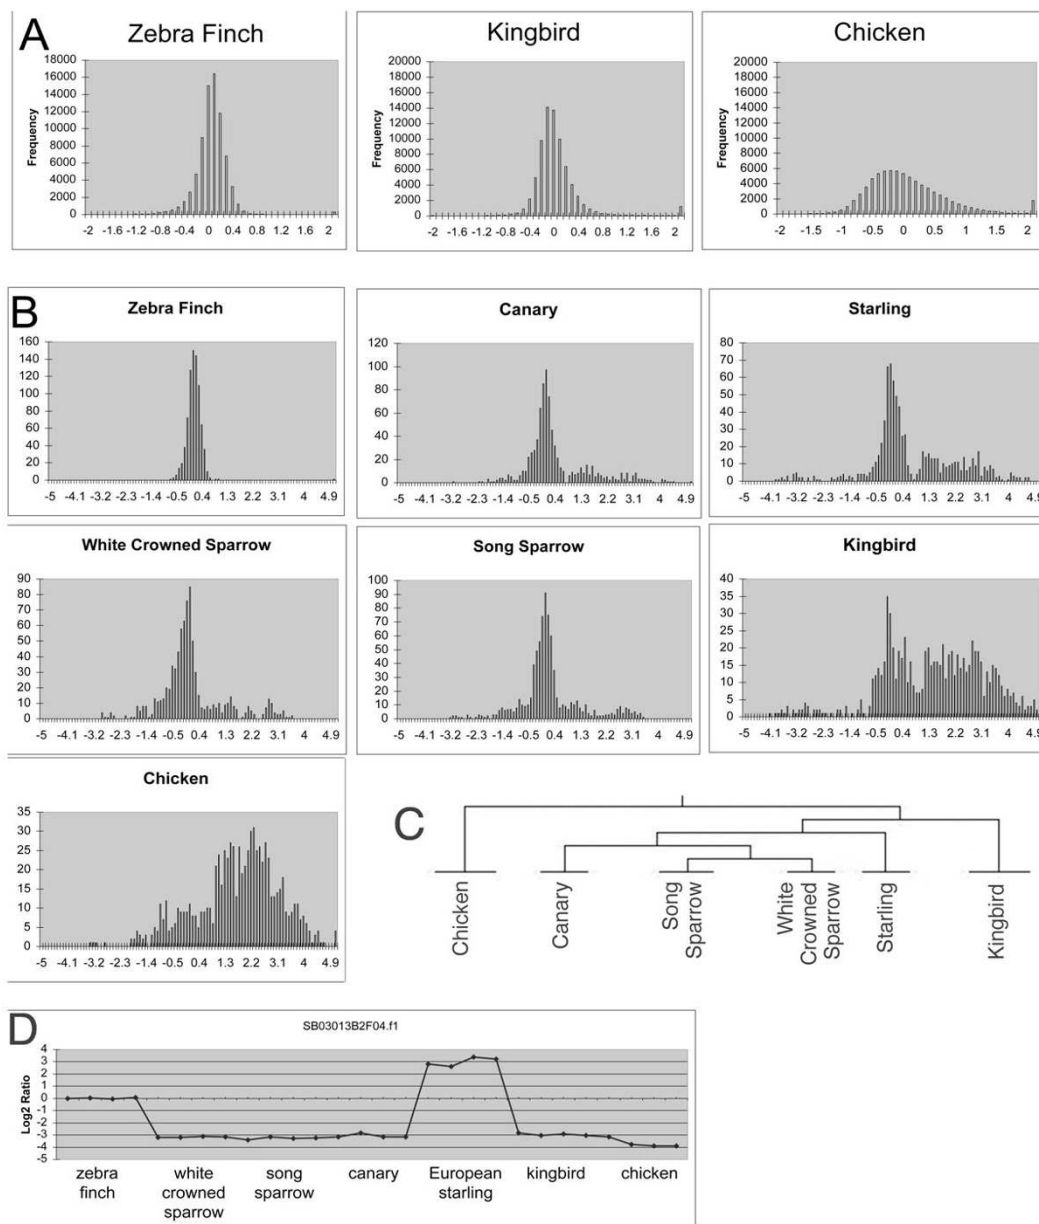 A
Zebra Finch
Frequency
18000
16000
14000
12000
10000
8000
6000
4000
2000
0
-2 -1.6 -1.2 -0.8 -0.4 0 0.4 0.8 1.2 1.6 2
Kingbird
Frequency
20000
18000
16000
14000
12000
10000
8000
6000
4000
2000
0
-2 -1.6 -1.2 -0.8 -0.4 0 0.4 0.8 1.2 1.6 2
Chicken
Frequency
20000
18000
16000
14000
12000
10000
8000
6000
4000
2000
0
-2 -1.5 -1 -0.5 0 0.5 1 1.5 2
B
Zebra Finch
160
140
120
100
80
60
40
20
0
-5 -4.1 -3.2 -2.3 -1.4 -0.5 0.4 1.3 2.2 3.1 4 4.9
Canary
120
100
80
60
40
20
0
-5 -4.1 -3.2 -2.3 -1.4 -0.5 0.4 1.3 2.2 3.1 4 4.9
Starling
80
70
60
50
40
30
20
10
0
-5 -4.1 -3.2 -2.3 -1.4 -0.5 0.4 1.3 2.2 3.1 4 4.9
White Crowned Sparrow
90
80
70
60
50
40
30
20
10
0
-5 -4.1 -3.2 -2.3 -1.4 -0.5 0.4 1.3 2.2 3.1 4 4.9
Song Sparrow
100
90
80
70
60
50
40
30
20
10
0
-5 -4.1 -3.2 -2.3 -1.4 -0.5 0.4 1.3 2.2 3.1 4 4.9
Kingbird
40
35
30
25
20
15
10
5
0
-5 -4.1 -3.2 -2.3 -1.4 -0.5 0.4 1.3 2.2 3.1 4 4.9
Chicken
35
30
25
20
15
10
5
0
-5 -4.1 -3.2 -2.3 -1.4 -0.5 0.4 1.3 2.2 3.1 4 4.9
C
Chicken
Canary
Song
Sparrow
White
Crowned
Sparrow
Starling
Kingbird
D
SB03013B2F04.f1
Log2 Ratio
4
3
2
1
0
-1
-2
-3
-4
-5
zebra
finch
white
crowned
sparrow
song
sparrow
canary
European
starling
kingbird
chicken